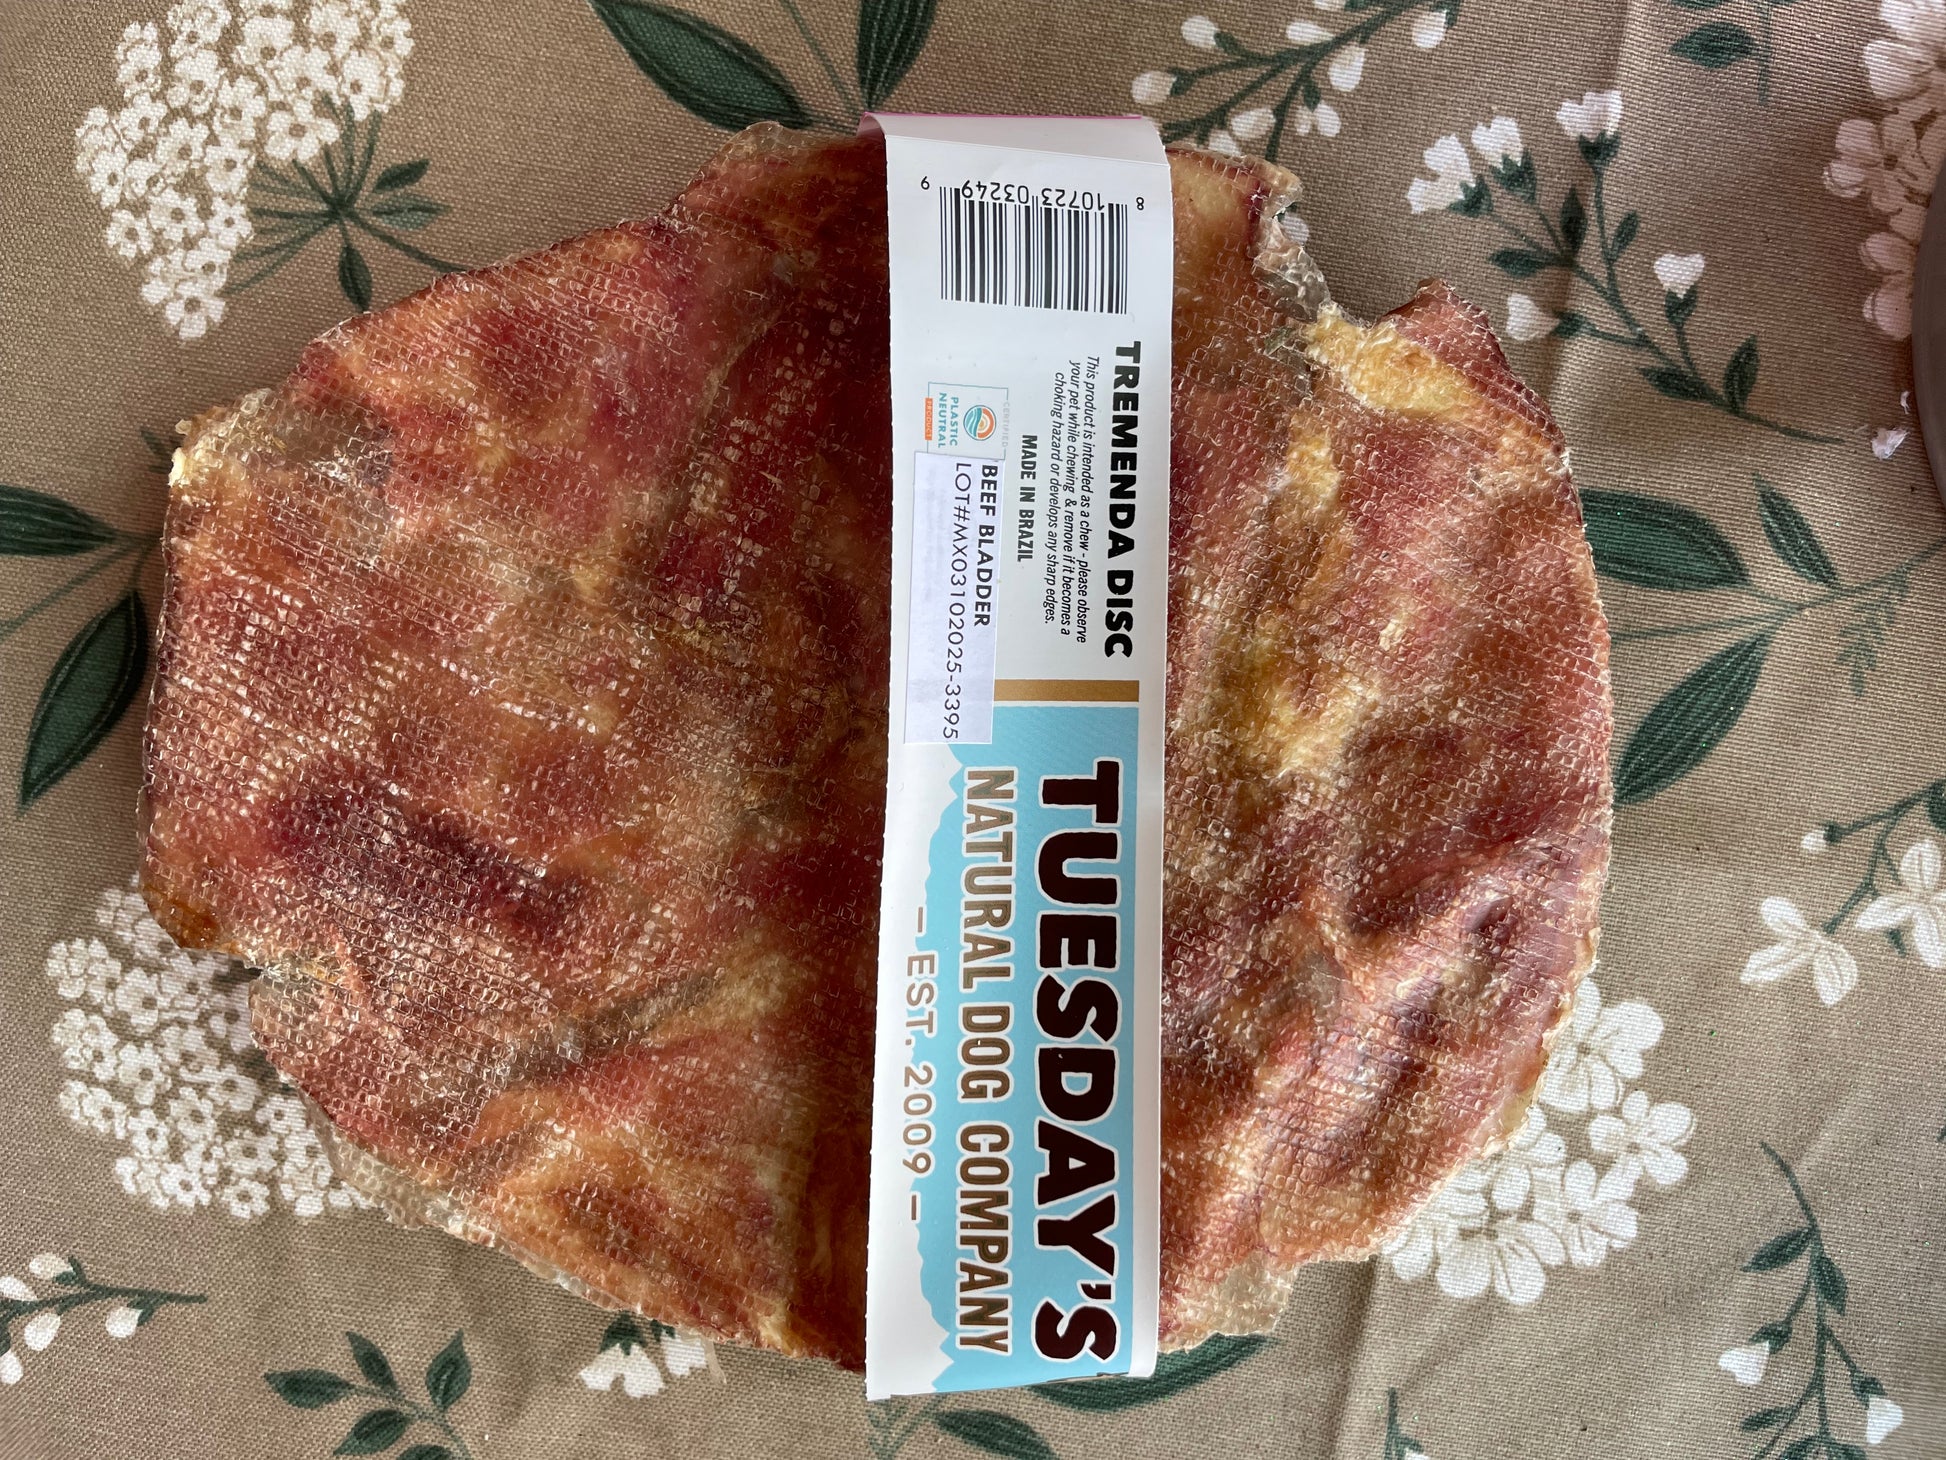 8 10723 03249 9
TREMENDA DISC
This product is intended as a chew - please observe
your pet while chewing & remove if it becomes a
choking hazard or develops any sharp edges.
MADE IN BRAZIL
CERTIFIED
PLASTIC
NEUTRAL
PRODUCT
BEEF BLADDER
LOT#MX03102025-3395
TUESDAY'S
NATURAL DOG COMPANY
–EST. 2009–